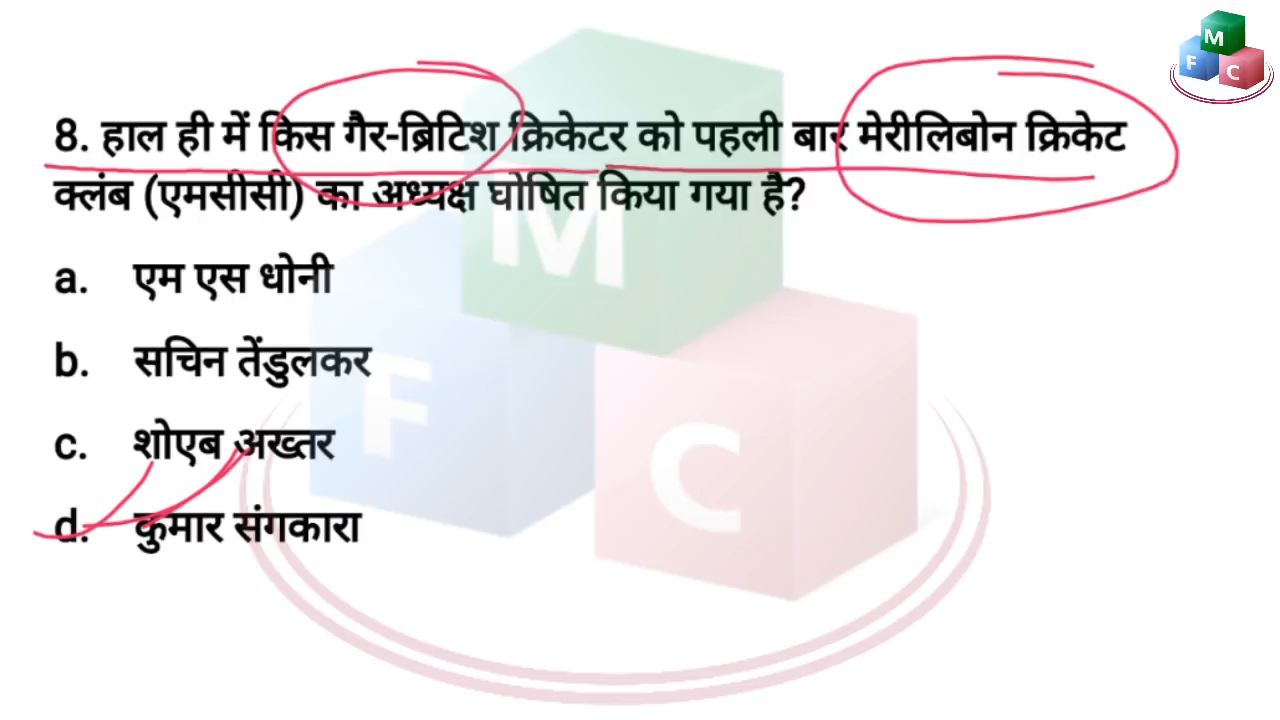 M
F C
8. हाल ही में किस गैर-ब्रिटिश क्रिकेटर को पहली बार मेरीलिबोन क्रिकेट
क्लंब (एमसीसी) का अध्यक्ष घोषित किया गया है?
a. एम एस धोनी
b. सचिन तेंडुलकर
c. शोएब अख्तर
d. कुमार संगकारा
M
F
C